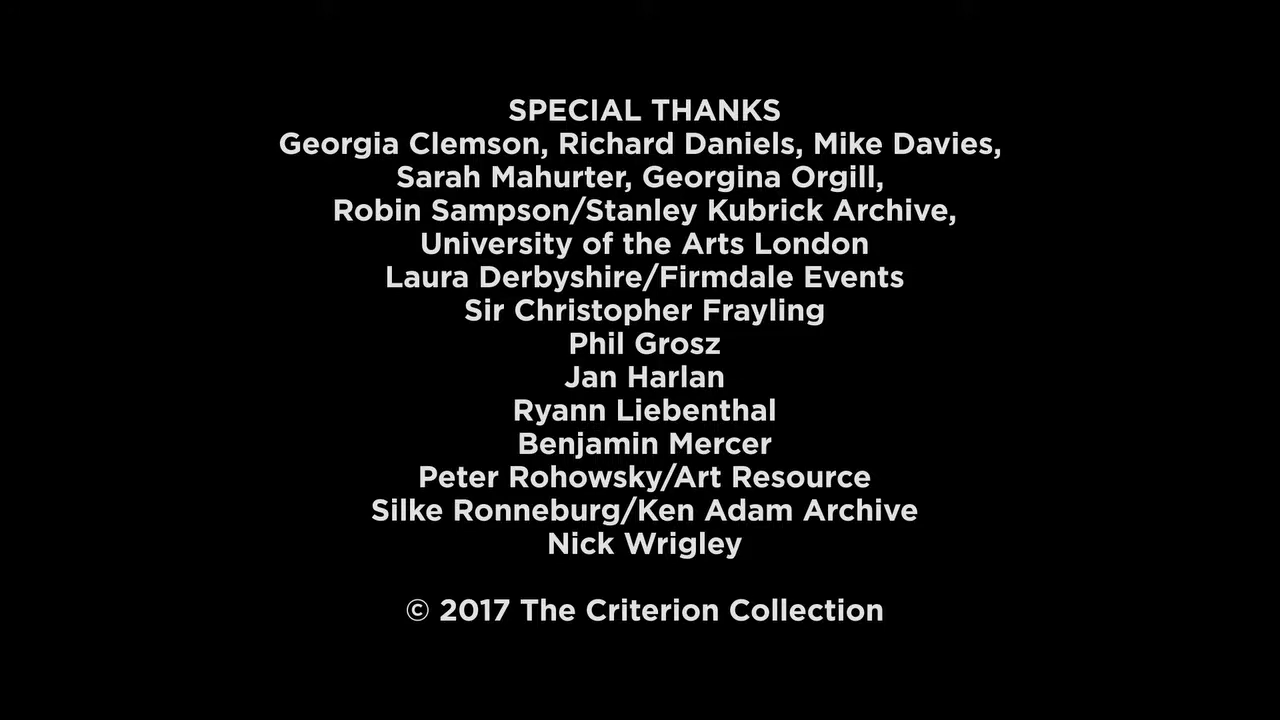 SPECIAL THANKS
Georgia Clemson, Richard Daniels, Mike Davies,
Sarah Mahurter, Georgina Orgill,
Robin Sampson/Stanley Kubrick Archive,
University of the Arts London
Laura Derbyshire/Firmdale Events
Sir Christopher Frayling
Phil Grosz
Jan Harlan
Ryann Liebenthal
Benjamin Mercer
Peter Rohowsky/Art Resource
Silke Ronneburg/Ken Adam Archive
Nick Wrigley
© 2017 The Criterion Collection